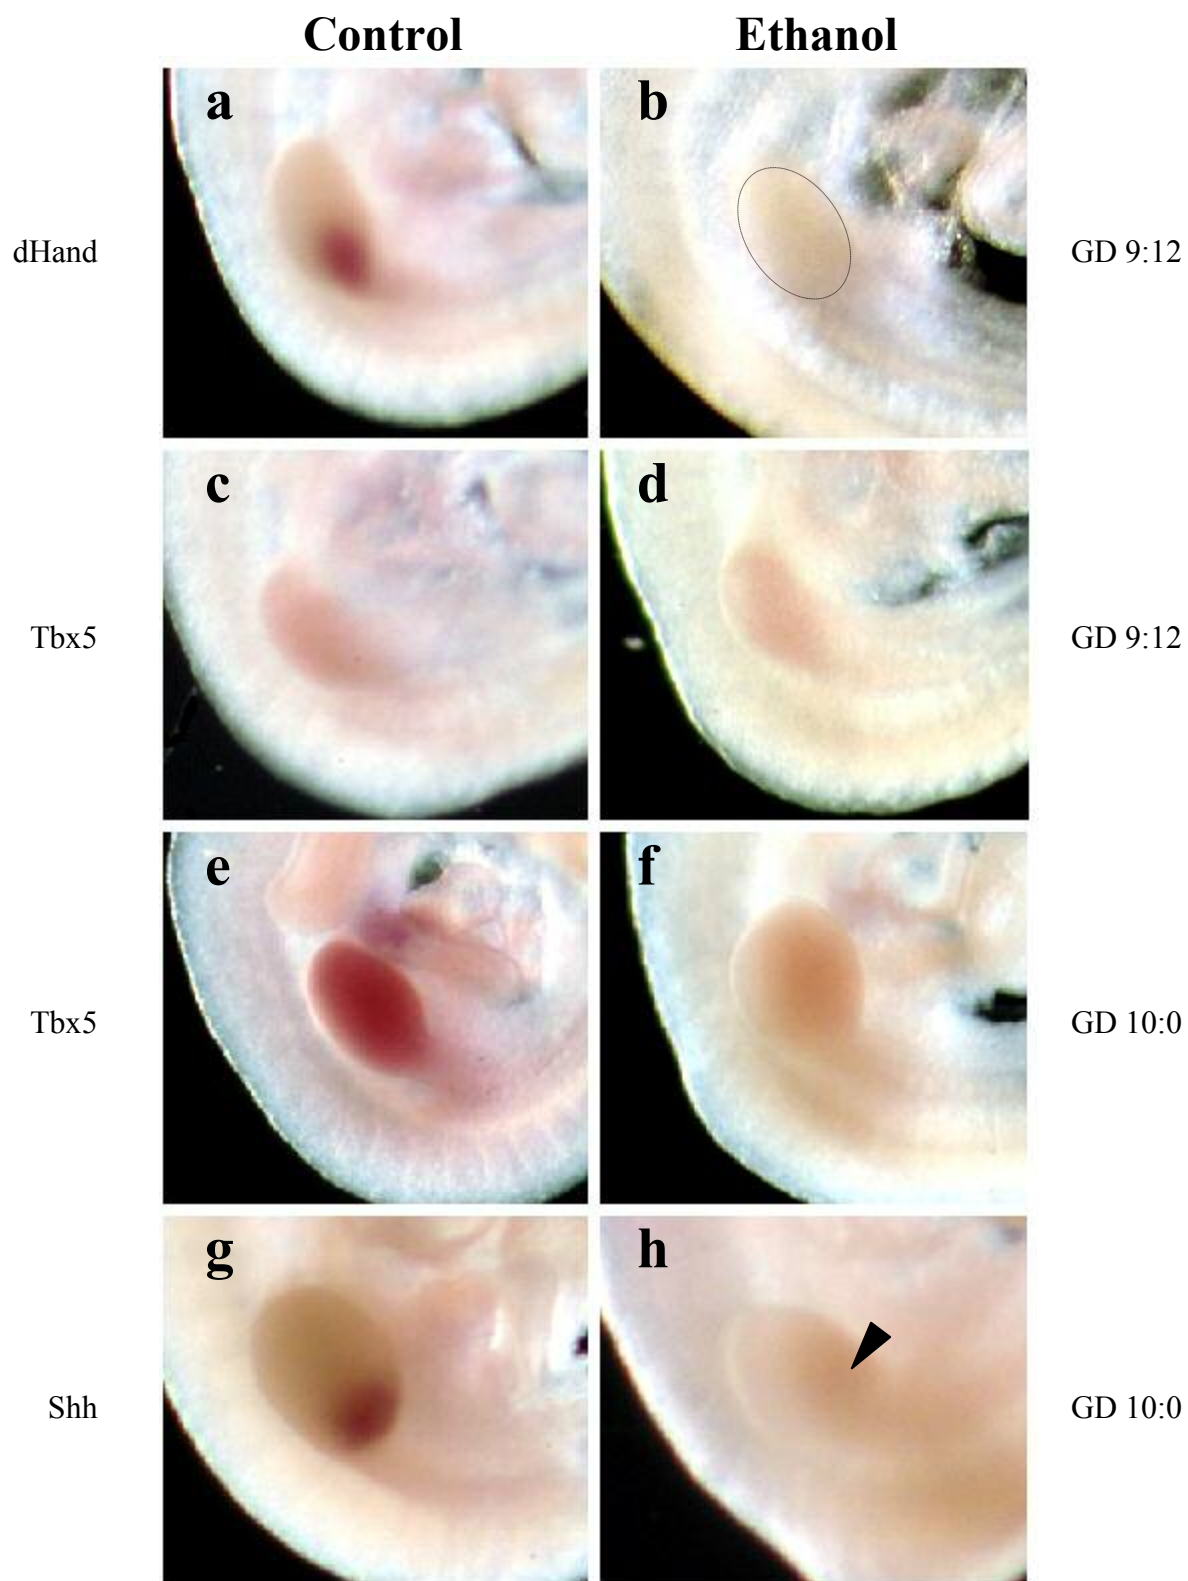 Control Ethanol
a b
dHand GD 9:12
c d
Tbx5 GD 9:12
e f
Tbx5 GD 10:0
g h
Shh GD 10:0